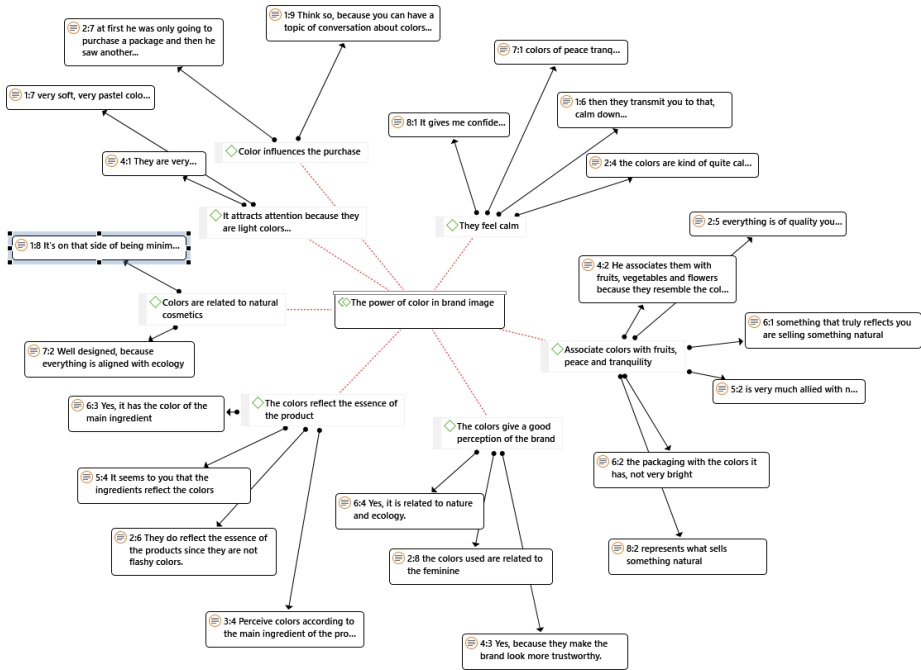 2:7 at first he was only going to
purchase a package and then he
saw another...
1:9 Think so, because you can have a
topic of conversation about colors...
7:1 colors of peace tranq...
1:7 very soft, very pastel colo...
1:6 then they transmit you to that,
calm down...
8:1 It gives me confide...
Color influences the purchase
4:1 They are very...
2:4 the colors are kind of quite cal...
It attracts attention because they
are light colors...
They feel calm
2:5 everything is of quality you...
1:8 It's on that side of being minim...
4:2 He associates them with
fruits, vegetables and flowers
because they resemble the col...
Colors are related to natural
cosmetics
The power of color in brand image
6:1 something that truly reflects you
are selling something natural
7:2 Well designed, because
everything is aligned with ecology
Associate colors with fruits,
peace and tranquility
5:2 is very much allied with n...
6:3 Yes, it has the color of the
main ingredient
The colors reflect the essence of
the product
The colors give a good
perception of the brand
5:4 It seems to you that the
ingredients reflect the colors
6:2 the packaging with the colors it
has, not very bright
6:4 Yes, it is related to nature
and ecology.
2:6 They do reflect the essence of
the products since they are not
flashy colors.
2:8 the colors used are related to
the feminine
8:2 represents what sells
something natural
3:4 Perceive colors according to
the main ingredient of the pro...
4:3 Yes, because they make the
brand look more trustworthy.